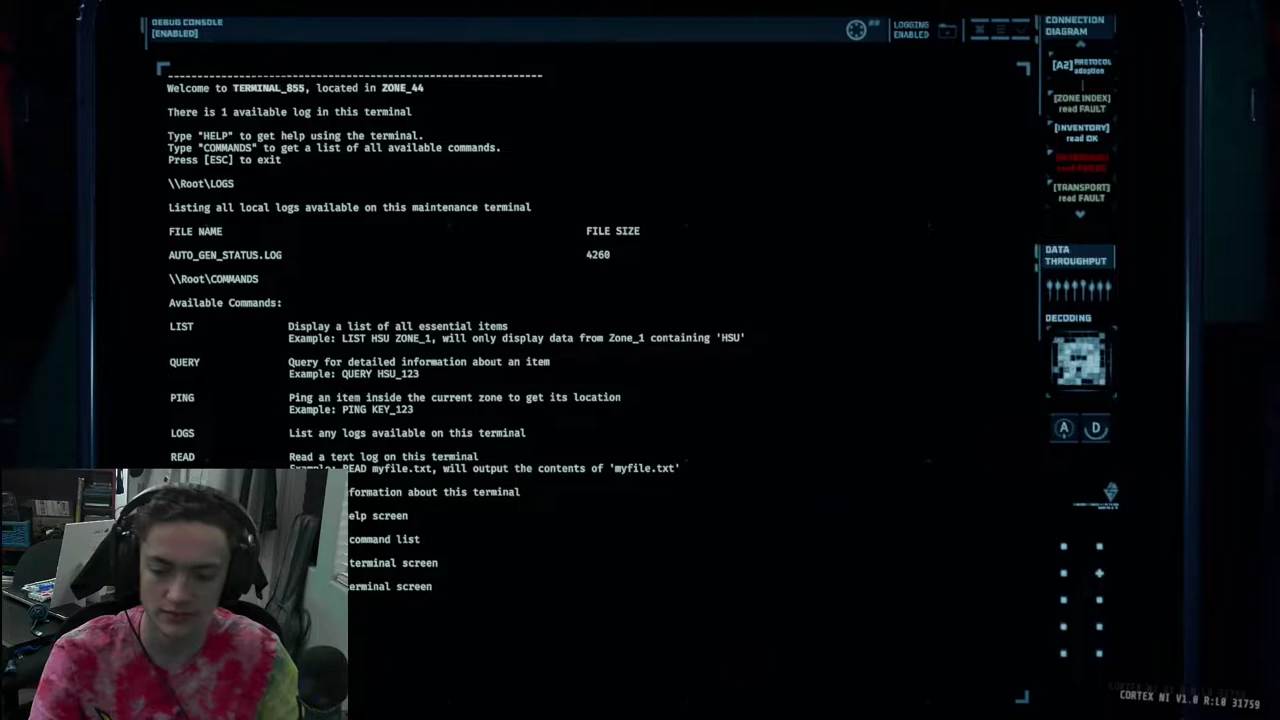 DEBUG CONSOLE
[ENABLED]
LOGGING
ENABLED
CONNECTION
DIAGRAM
[A2] PROTOCOL
adaption
[ZONE INDEX]
read FAULT
[INVENTORY]
read OK
read FAILED
[TRANSPORT]
read FAULT
DATA
THROUGHPUT
DECODING
A D
----------------------------------------------------------------
Welcome to TERMINAL_855, located in ZONE_44
There is 1 available log in this terminal
Type "HELP" to get help using the terminal.
Type "COMMANDS" to get a list of all available commands.
Press [ESC] to exit
\\Root\LOGS
Listing all local logs available on this maintenance terminal
FILE NAME FILE SIZE
AUTO_GEN_STATUS.LOG 4260
\\Root\COMMANDS
Available Commands:
LIST Display a list of all essential items
Example: LIST HSU ZONE_1, will only display data from Zone_1 containing 'HSU'
QUERY Query for detailed information about an item
Example: QUERY HSU_123
PING Ping an item inside the current zone to get its location
Example: PING KEY_123
LOGS List any logs available on this terminal
READ Read a text log on this terminal
Example: READ myfile.txt, will output the contents of 'myfile.txt'
formation about this terminal
elp screen
command list
terminal screen
erminal screen
CORTEX NI V1.0 R:L0 31759